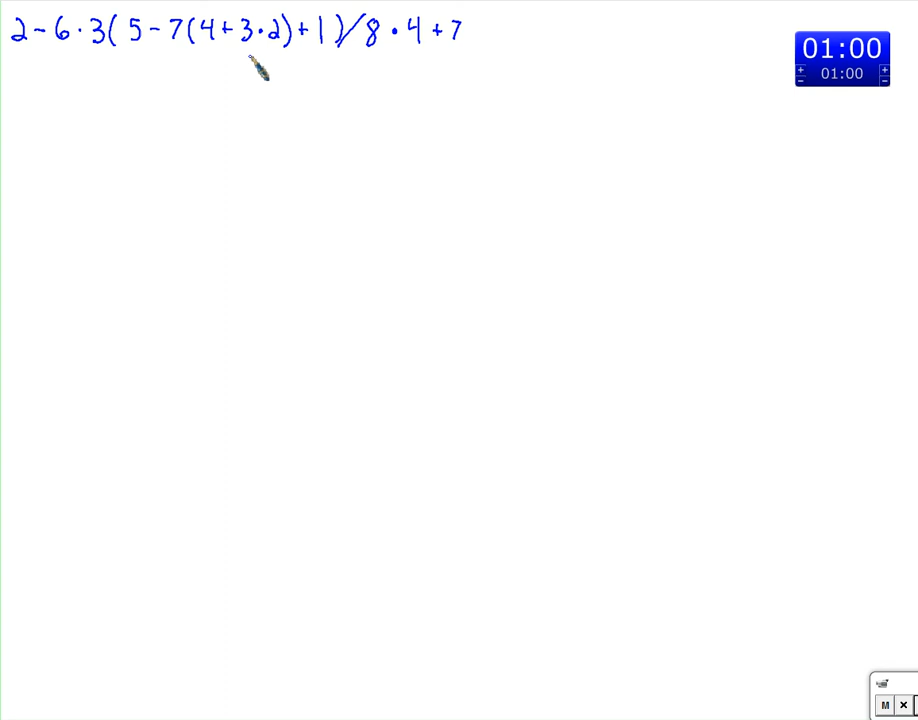 2 - 6 · 3( 5 - 7(4 + 3 · 2) + 1 ) / 8 · 4 + 7
01:00
+ 01:00 +
- -
M ×